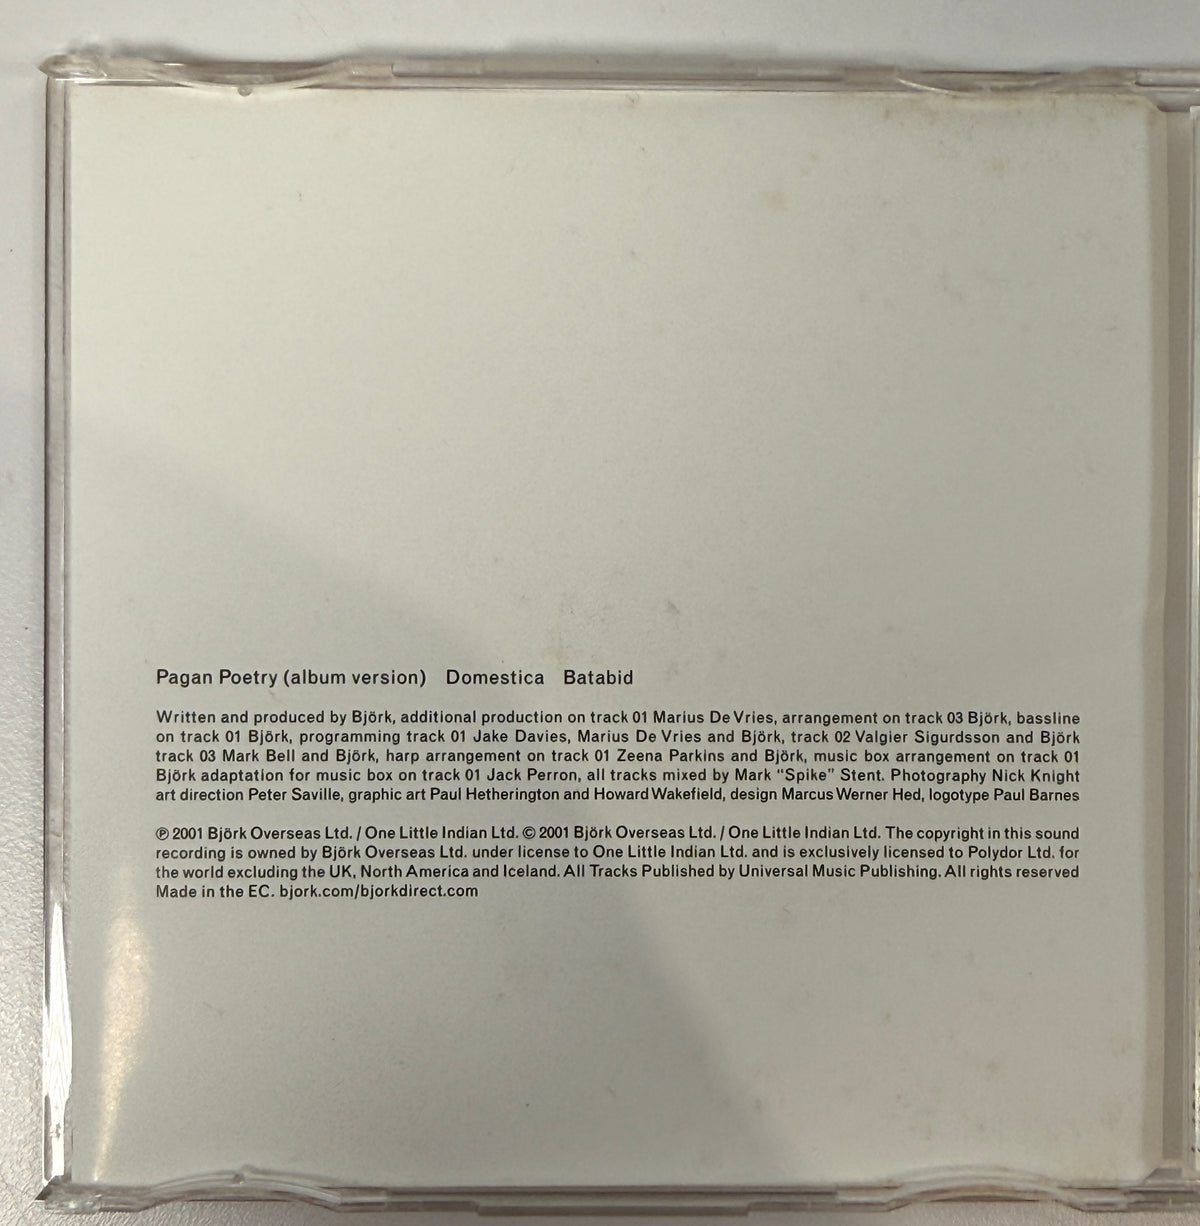 Pagan Poetry (album version) Domestica Batabid
Written and produced by Björk, additional production on track 01 Marius De Vries, arrangement on track 03 Björk, bassline
on track 01 Björk, programming track 01 Jake Davies, Marius De Vries and Björk, track 02 Valgier Sigurdsson and Björk
track 03 Mark Bell and Björk, harp arrangement on track 01 Zeena Parkins and Björk, music box arrangement on track 01
Björk adaptation for music box on track 01 Jack Perron, all tracks mixed by Mark “Spike” Stent. Photography Nick Knight
art direction Peter Saville, graphic art Paul Hetherington and Howard Wakefield, design Marcus Werner Hed, logotype Paul Barnes
℗ 2001 Björk Overseas Ltd. / One Little Indian Ltd. © 2001 Björk Overseas Ltd. / One Little Indian Ltd. The copyright in this sound
recording is owned by Björk Overseas Ltd. under license to One Little Indian Ltd. and is exclusively licensed to Polydor Ltd. for
the world excluding the UK, North America and Iceland. All Tracks Published by Universal Music Publishing. All rights reserved
Made in the EC. bjork.com/bjorkdirect.com